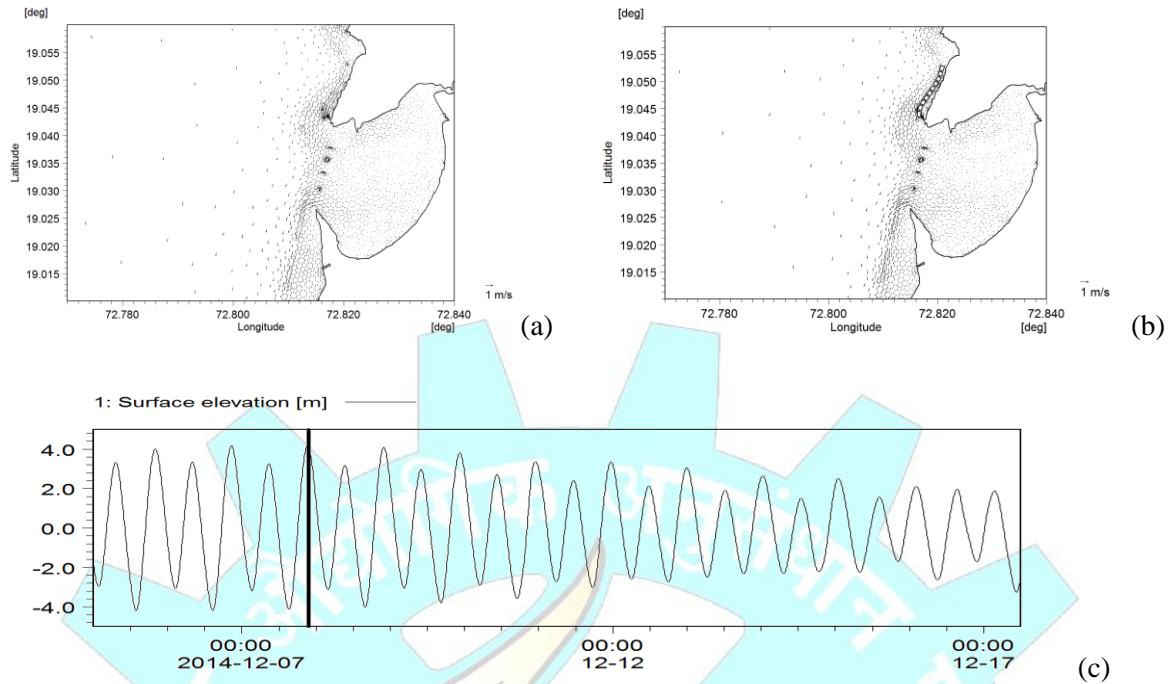 [deg]
19.055
19.050
19.045
19.040
19.035
19.030
19.025
19.020
19.015
Latitude
72.780 72.800 72.820 72.840
Longitude [deg]
1 m/s
(a)
[deg]
19.055
19.050
19.045
19.040
19.035
19.030
19.025
19.020
19.015
Latitude
72.780 72.800 72.820 72.840
Longitude [deg]
1 m/s
(b)
1: Surface elevation [m]
4.0
2.0
0.0
-2.0
-4.0
00:00 00:00 00:00
2014-12-07 12-12 12-17
(c)
औद्योगिक अनुसंधान